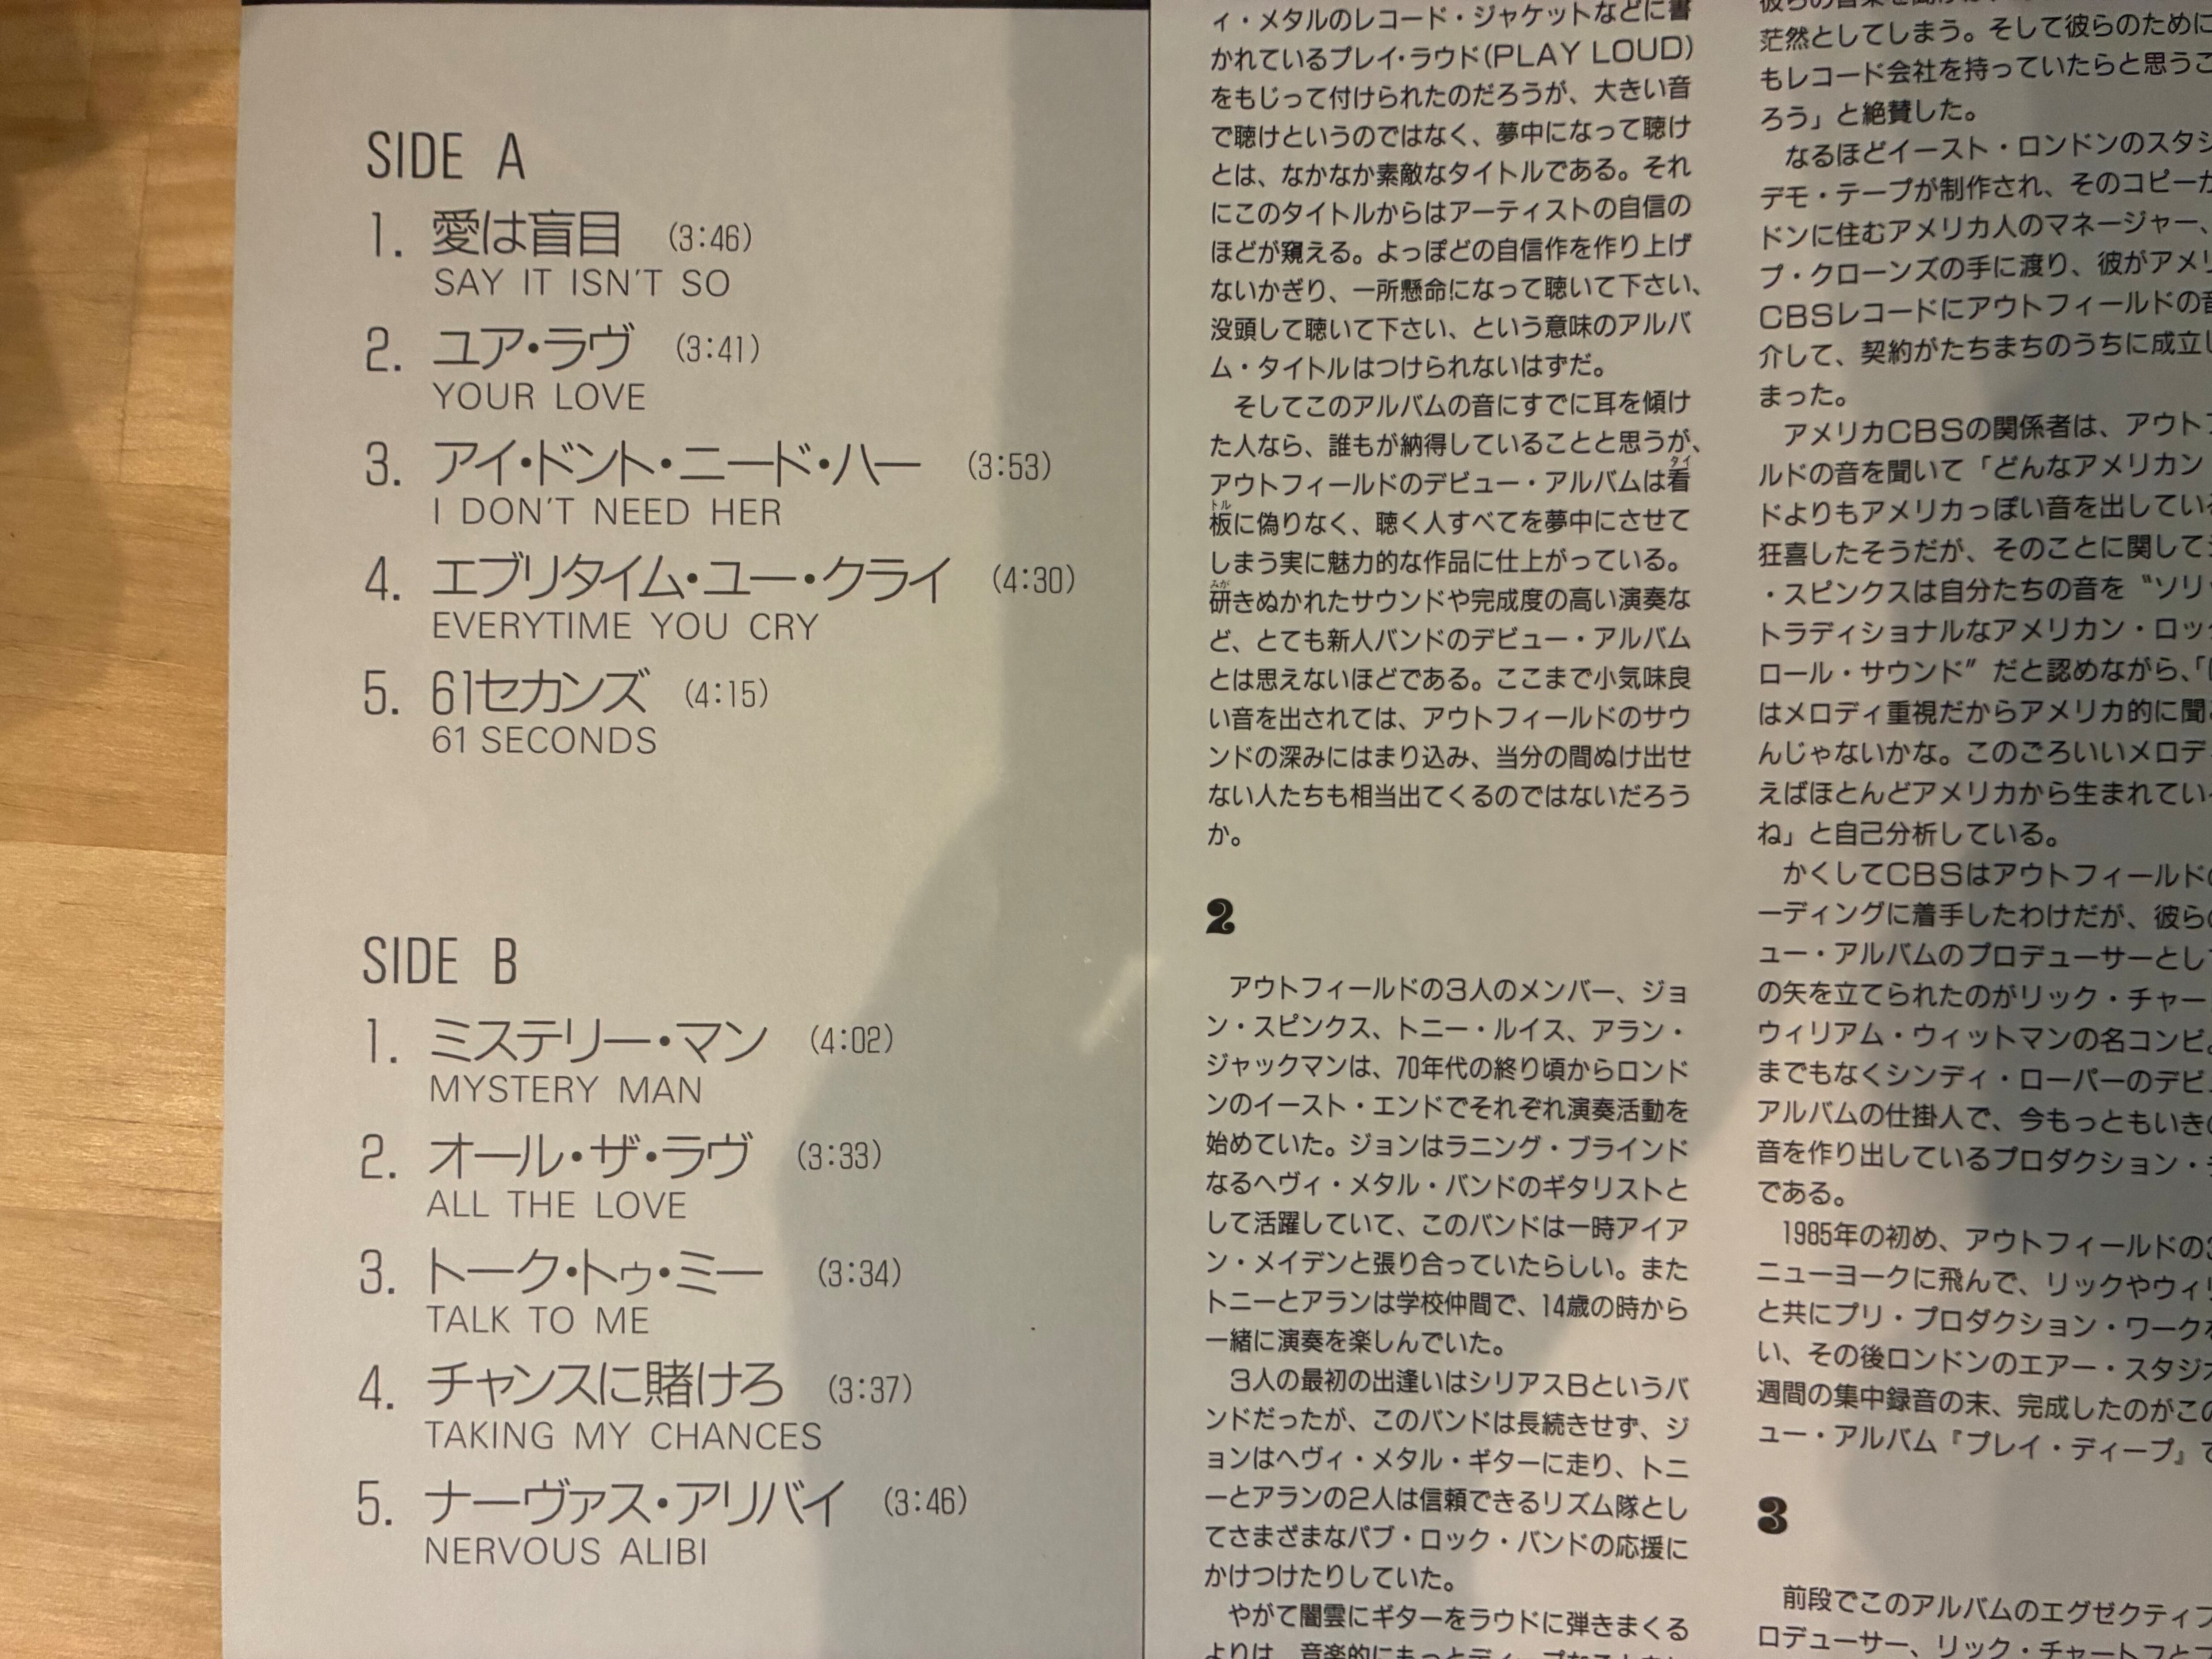 SIDE A
1. 愛は盲目 (3:46)
SAY IT ISN'T SO
2. ユア・ラヴ (3:41)
YOUR LOVE
3. アイ・ドント・ニード・ハー (3:53)
I DON'T NEED HER
4. エブリタイム・ユー・クライ (4:30)
EVERYTIME YOU CRY
5. 61セカンズ (4:15)
61 SECONDS
SIDE B
1. ミステリー・マン (4:02)
MYSTERY MAN
2. オール・ザ・ラヴ (3:33)
ALL THE LOVE
3. トーク・トゥ・ミー (3:34)
TALK TO ME
4. チャンスに賭けろ (3:37)
TAKING MY CHANCES
5. ナーヴァス・アリバイ (3:46)
NERVOUS ALIBI
ィ・メタルのレコード・ジャケットなどに書
かれているプレイ・ラウド(PLAY LOUD)
をもじって付けられたのだろうが、大きい音
で聴けというのではなく、夢中になって聴け
とは、なかなか素敵なタイトルである。それ
にこのタイトルからはアーティストの自信の
ほどが窺える。よっぽどの自信作を作り上げ
ないかぎり、一所懸命になって聴いて下さい、
没頭して聴いて下さい、という意味のアルバ
ム・タイトルはつけられないはずだ。
そしてこのアルバムの音にすでに耳を傾け
た人なら、誰もが納得していることと思うが、
タイ
アウトフィールドのデビュー・アルバムは看
トル
板に偽りなく、聴く人すべてを夢中にさせて
しまう実に魅力的な作品に仕上がっている。
みが
研きぬかれたサウンドや完成度の高い演奏な
ど、とても新人バンドのデビュー・アルバム
とは思えないほどである。ここまで小気味良
い音を出されては、アウトフィールドのサウ
ンドの深みにはまり込み、当分の間ぬけ出せ
ない人たちも相当出てくるのではないだろう
か。
2
アウトフィールドの3人のメンバー、ジョ
ン・スピンクス、トニー・ルイス、アラン・
ジャックマンは、70年代の終り頃からロンド
ンのイースト・エンドでそれぞれ演奏活動を
始めていた。ジョンはラニング・ブラインド
なるヘヴィ・メタル・バンドのギタリストと
して活躍していて、このバンドは一時アイア
ン・メイデンと張り合っていたらしい。また
トニーとアランは学校仲間で、14歳の時から
一緒に演奏を楽しんでいた。
3人の最初の出逢いはシリアスBというバ
ンドだったが、このバンドは長続きせず、ジ
ョンはヘヴィ・メタル・ギターに走り、トニ
ーとアランの2人は信頼できるリズム隊とし
てさまざまなパブ・ロック・バンドの応援に
かけつけたりしていた。
やがて闇雲にギターをラウドに弾きまくる
よりは、音楽的にもっとディープな
茫然としてしまう。そして彼らのために
もレコード会社を持っていたらと思うこ
ろう」と絶賛した。
なるほどイースト・ロンドンのスタジ
デモ・テープが制作され、そのコピーが
ドンに住むアメリカ人のマネージャー、
プ・クローンズの手に渡り、彼がアメリ
CBSレコードにアウトフィールドの音
介して、契約がたちまちのうちに成立し
まった。
アメリカCBSの関係者は、アウトフ
ルドの音を聞いて「どんなアメリカン
ドよりもアメリカっぽい音を出している
狂喜したそうだが、そのことに関して
・スピンクスは自分たちの音を〝ソリッ
トラディショナルなアメリカン・ロック
ロール・サウンド〟だと認めながら、「
はメロディ重視だからアメリカ的に聞こ
んじゃないかな。このごろいいメロデ
えばほとんどアメリカから生まれてい
ね」と自己分析している。
かくしてCBSはアウトフィールドの
ーディングに着手したわけだが、彼らの
ュー・アルバムのプロデューサーとして
の矢を立てられたのがリック・チャー
ウィリアム・ウィットマンの名コンビ。
までもなくシンディ・ローパーのデビ
アルバムの仕掛人で、今もっともいきの
音を作り出しているプロダクション・
である。
1985年の初め、アウトフィールドの3
ニューヨークに飛んで、リックやウィリ
と共にプリ・プロダクション・ワークを
い、その後ロンドンのエアー・スタジオ
週間の集中録音の末、完成したのがこの
ュー・アルバム『プレイ・ディープ』で
3
前段でこのアルバムのエグゼクティブ
ロデューサー、リック・チャートフと